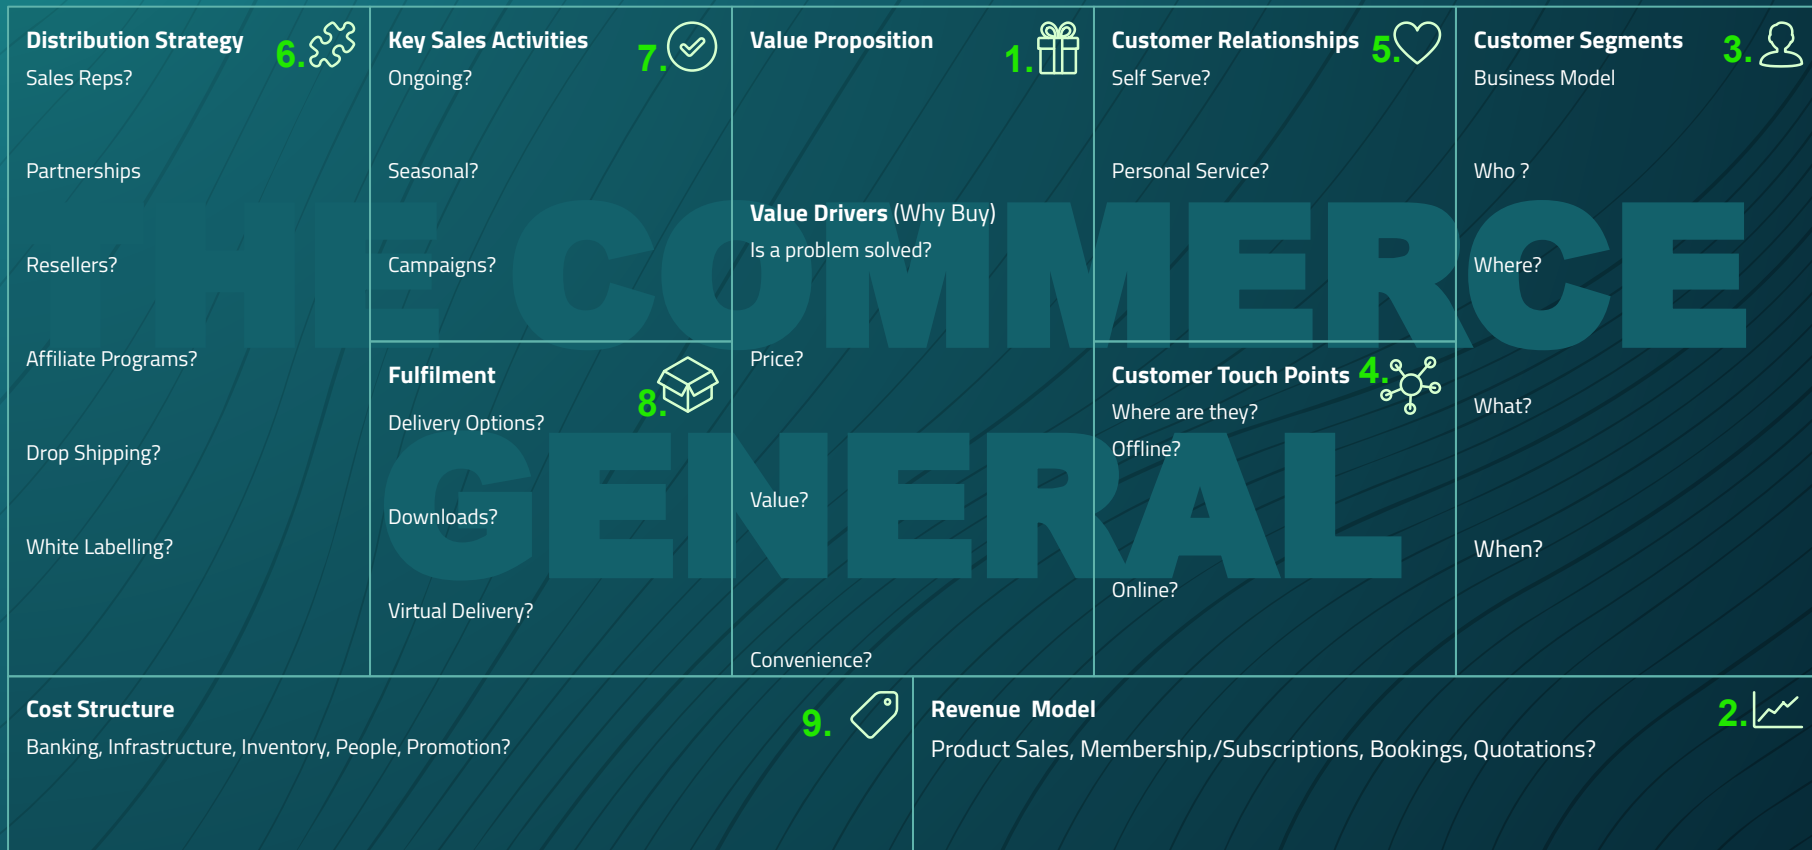 Distribution Strategy 6.
Sales Reps?
Partnerships
Resellers?
Affiliate Programs?
Drop Shipping?
White Labelling?
Key Sales Activities 7.
Ongoing?
Seasonal?
Campaigns?
Fulfilment 8.
Delivery Options?
Downloads?
Virtual Delivery?
Value Proposition 1.
Value Drivers (Why Buy)
Is a problem solved?
Price?
Value?
Convenience?
Customer Relationships 5.
Self Serve?
Personal Service?
Customer Touch Points 4.
Where are they?
Offline?
Online?
Customer Segments 3.
Business Model
Who ?
Where?
What?
When?
Cost Structure 9.
Banking, Infrastructure, Inventory, People, Promotion?
Revenue  Model 2.
Product Sales, Membership,/Subscriptions, Bookings, Quotations?
THE COMMERCE
GENERAL